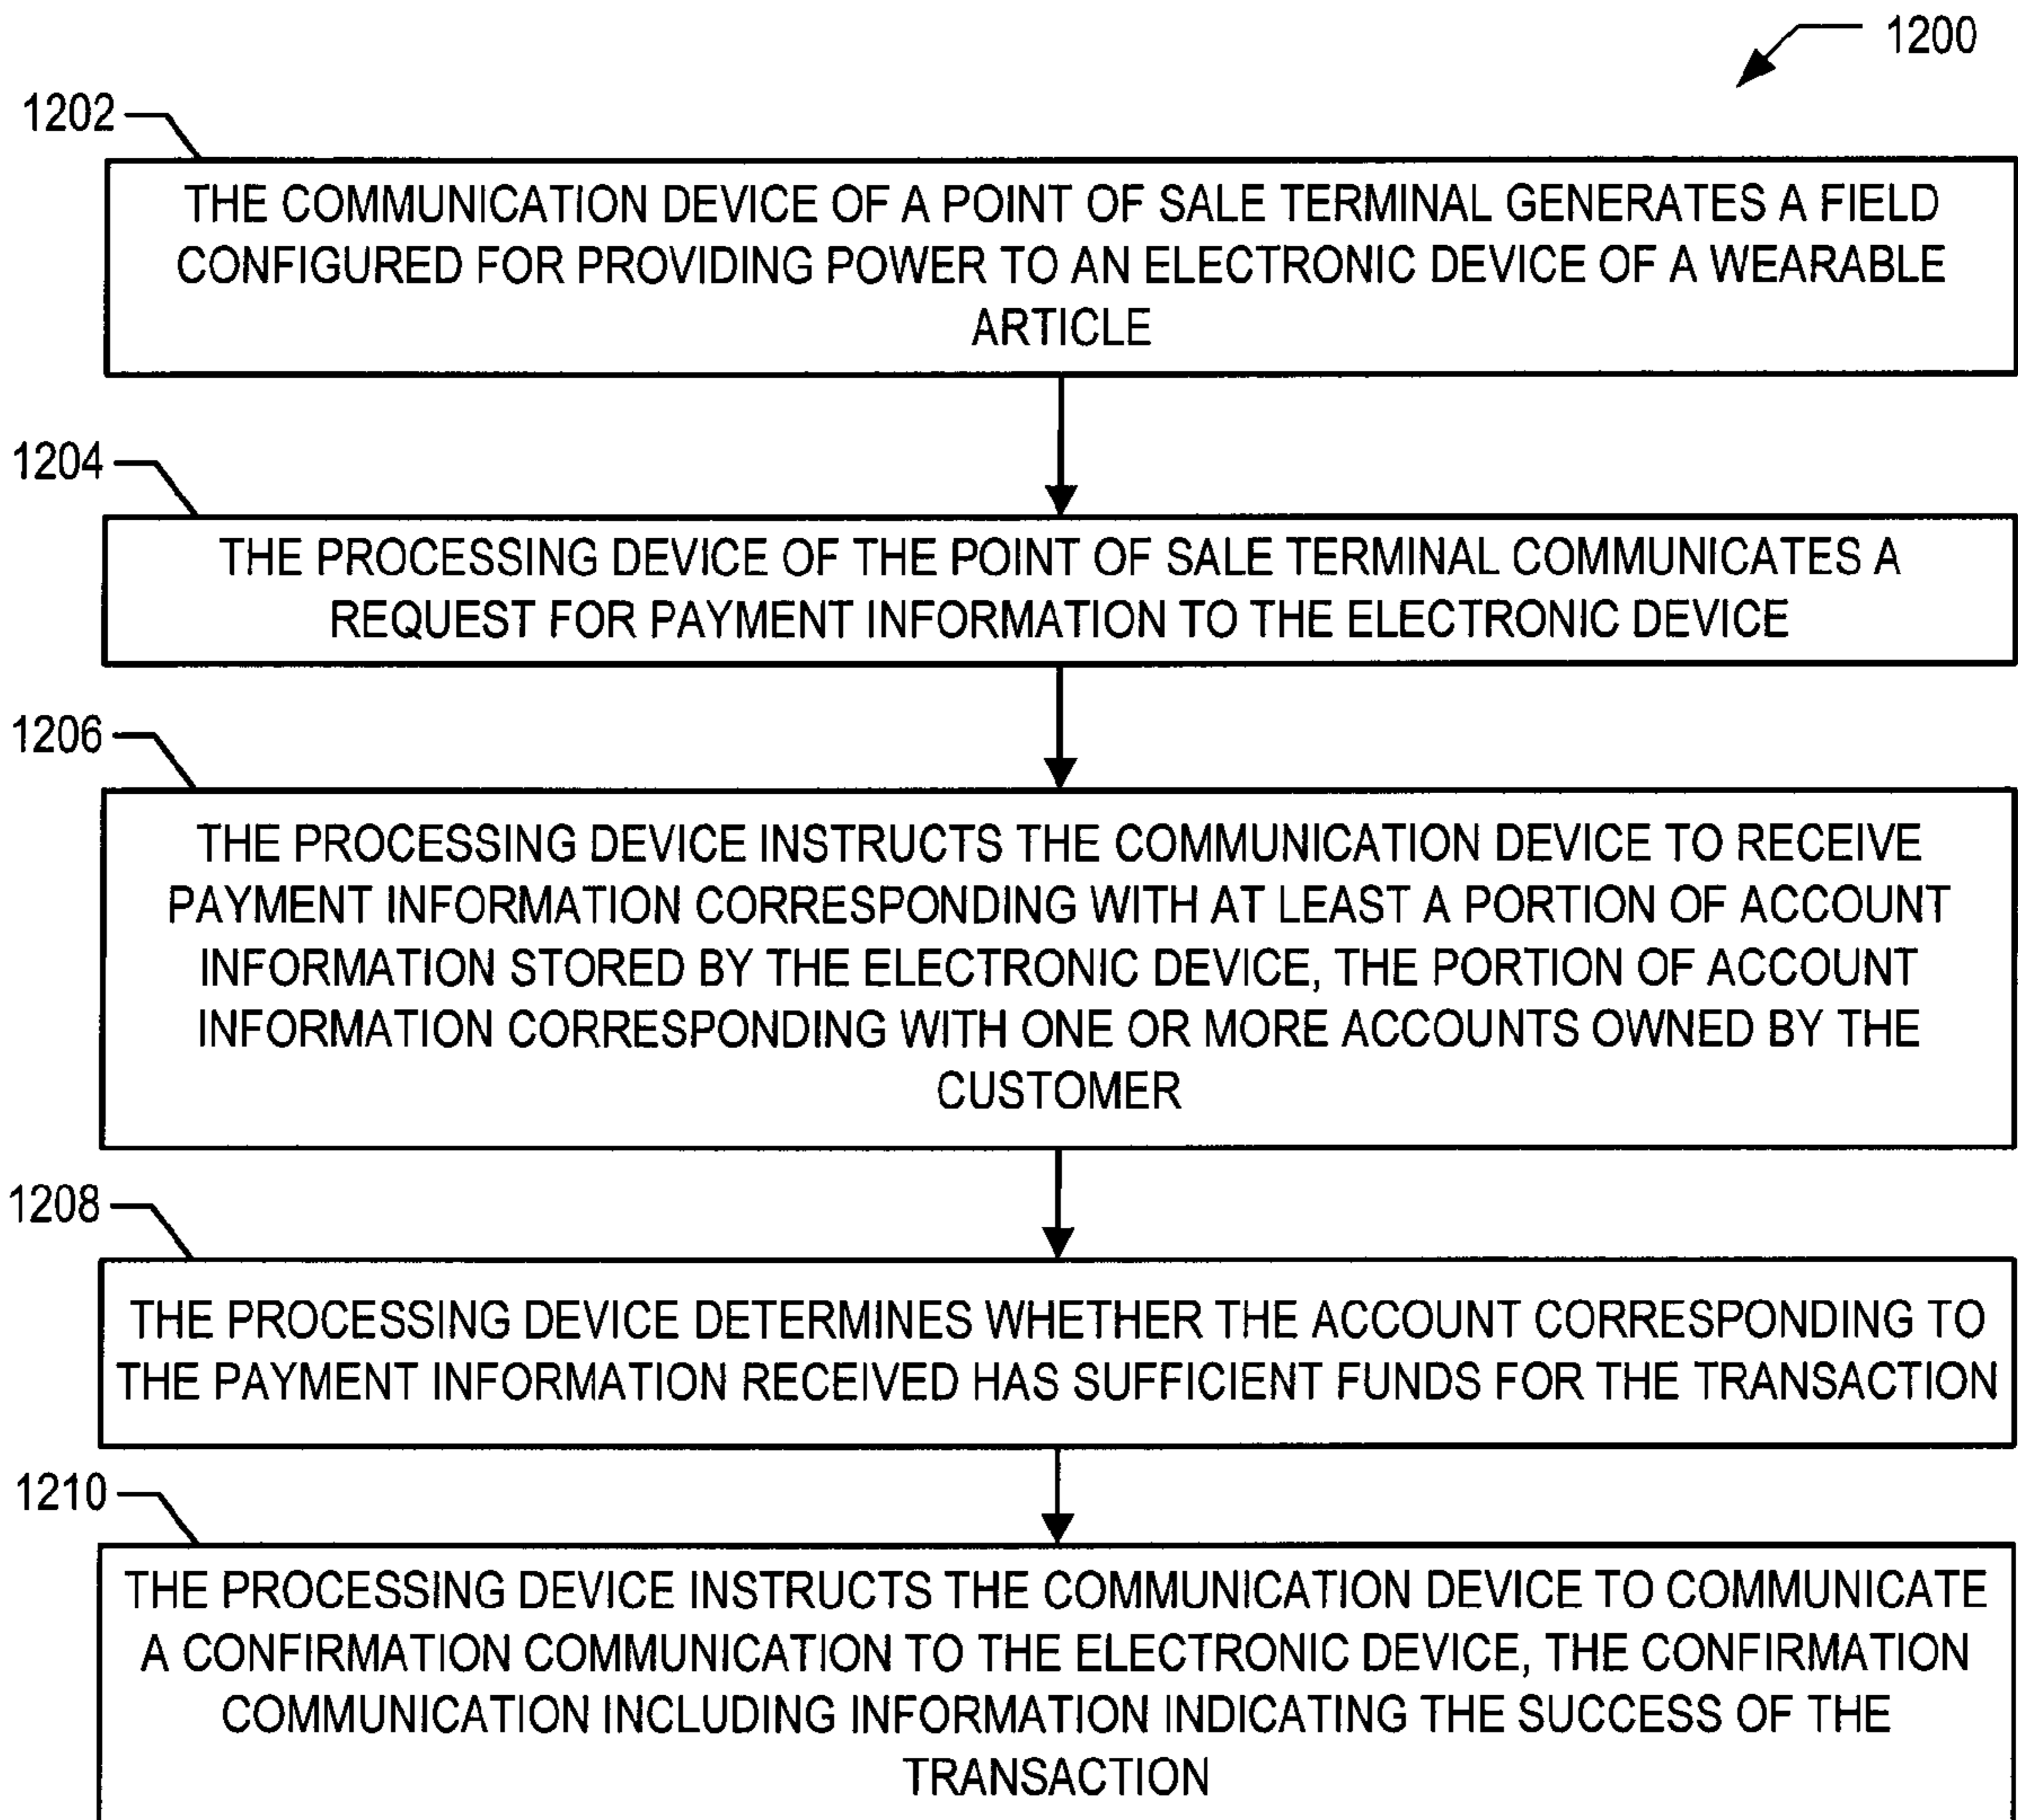 1200
1202
THE COMMUNICATION DEVICE OF A POINT OF SALE TERMINAL GENERATES A FIELD
CONFIGURED FOR PROVIDING POWER TO AN ELECTRONIC DEVICE OF A WEARABLE
ARTICLE
1204
THE PROCESSING DEVICE OF THE POINT OF SALE TERMINAL COMMUNICATES A
REQUEST FOR PAYMENT INFORMATION TO THE ELECTRONIC DEVICE
1206
THE PROCESSING DEVICE INSTRUCTS THE COMMUNICATION DEVICE TO RECEIVE
PAYMENT INFORMATION CORRESPONDING WITH AT LEAST A PORTION OF ACCOUNT
INFORMATION STORED BY THE ELECTRONIC DEVICE, THE PORTION OF ACCOUNT
INFORMATION CORRESPONDING WITH ONE OR MORE ACCOUNTS OWNED BY THE
CUSTOMER
1208
THE PROCESSING DEVICE DETERMINES WHETHER THE ACCOUNT CORRESPONDING TO
THE PAYMENT INFORMATION RECEIVED HAS SUFFICIENT FUNDS FOR THE TRANSACTION
1210
THE PROCESSING DEVICE INSTRUCTS THE COMMUNICATION DEVICE TO COMMUNICATE
A CONFIRMATION COMMUNICATION TO THE ELECTRONIC DEVICE, THE CONFIRMATION
COMMUNICATION INCLUDING INFORMATION INDICATING THE SUCCESS OF THE
TRANSACTION